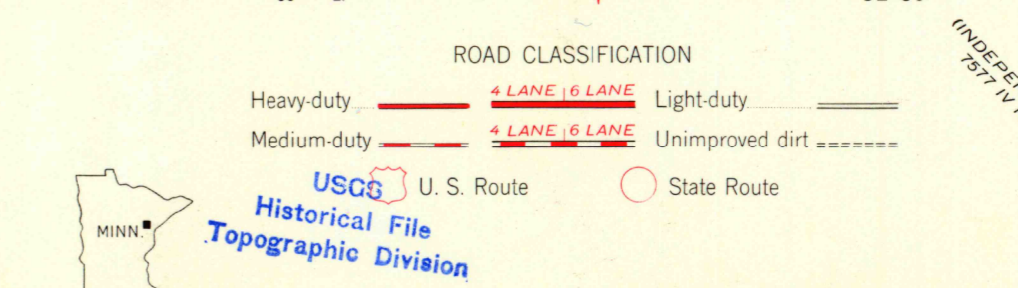 ROAD CLASSIFICATION
Heavy-duty 4 LANE 6 LANE Light-duty
Medium-duty 4 LANE 6 LANE Unimproved dirt
U. S. Route State Route
USGS
Historical File
Topographic Division
MINN.
7577 IV